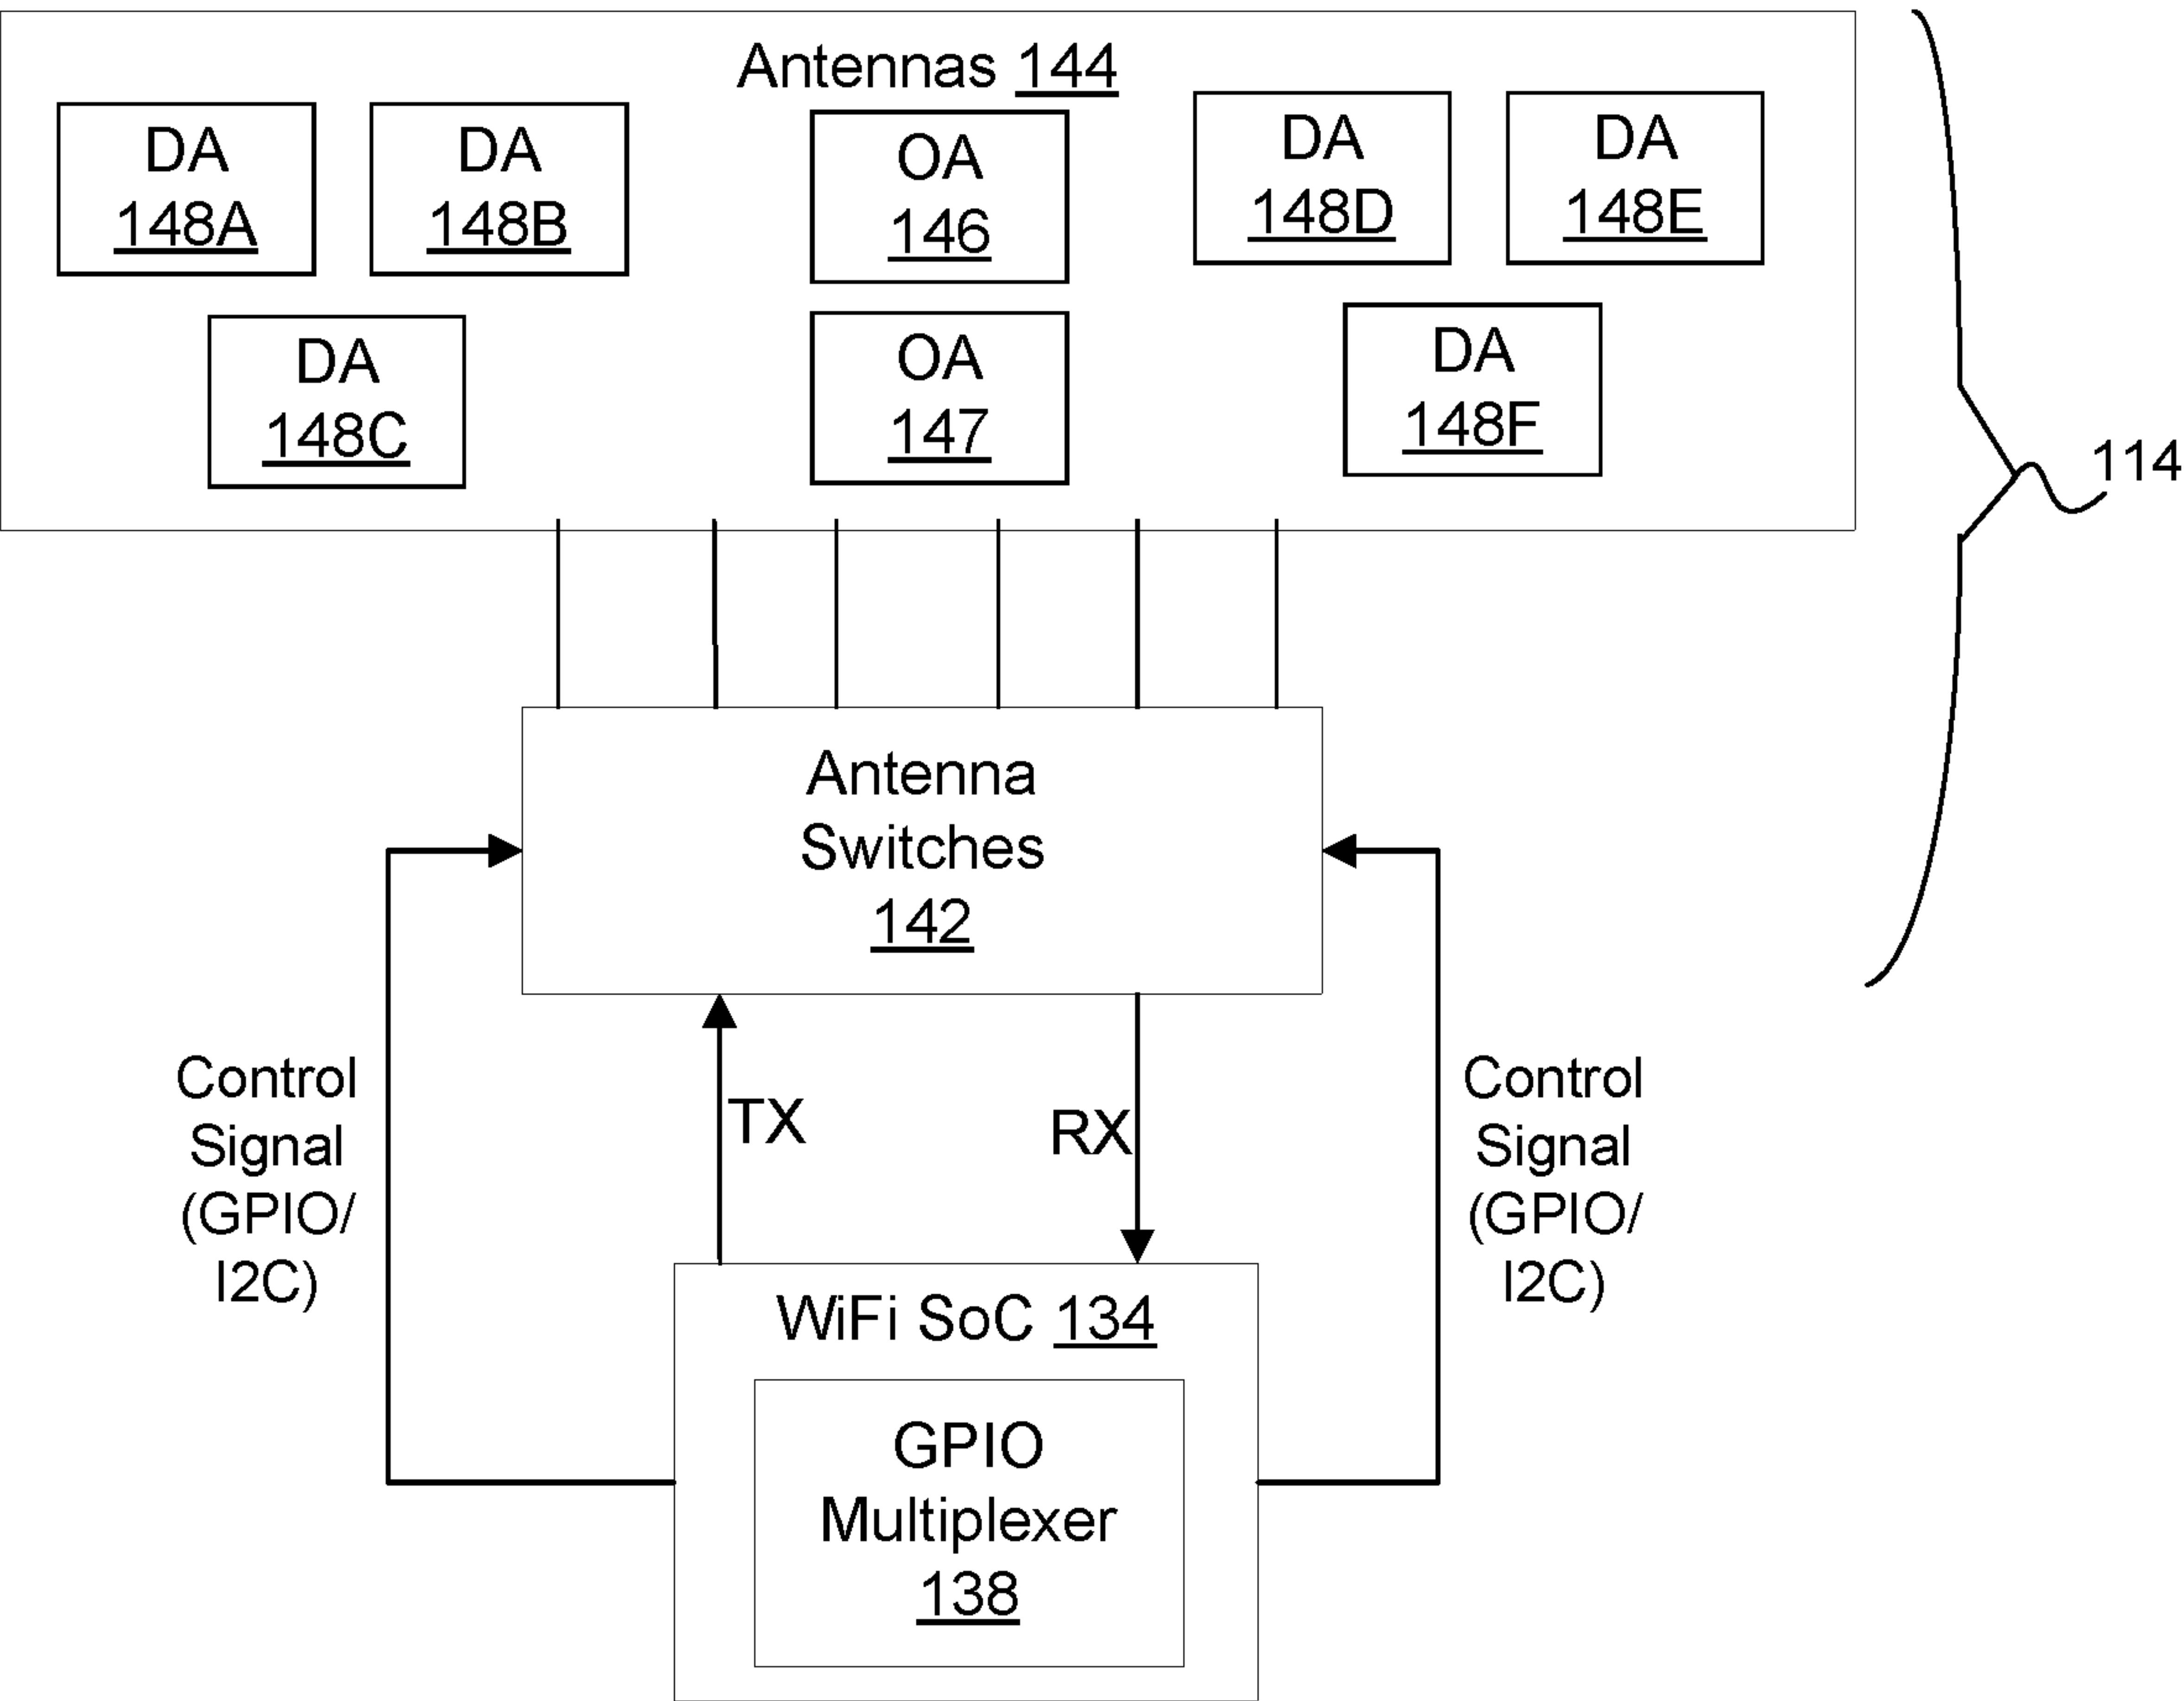 Antennas 144
DA
148A
DA
148B
OA
146
DA
148D
DA
148E
DA
148C
OA
147
DA
148F
114
Antenna
Switches
142
Control
Signal
(GPIO/
I2C)
TX
RX
Control
Signal
(GPIO/
I2C)
WiFi SoC 134
GPIO
Multiplexer
138